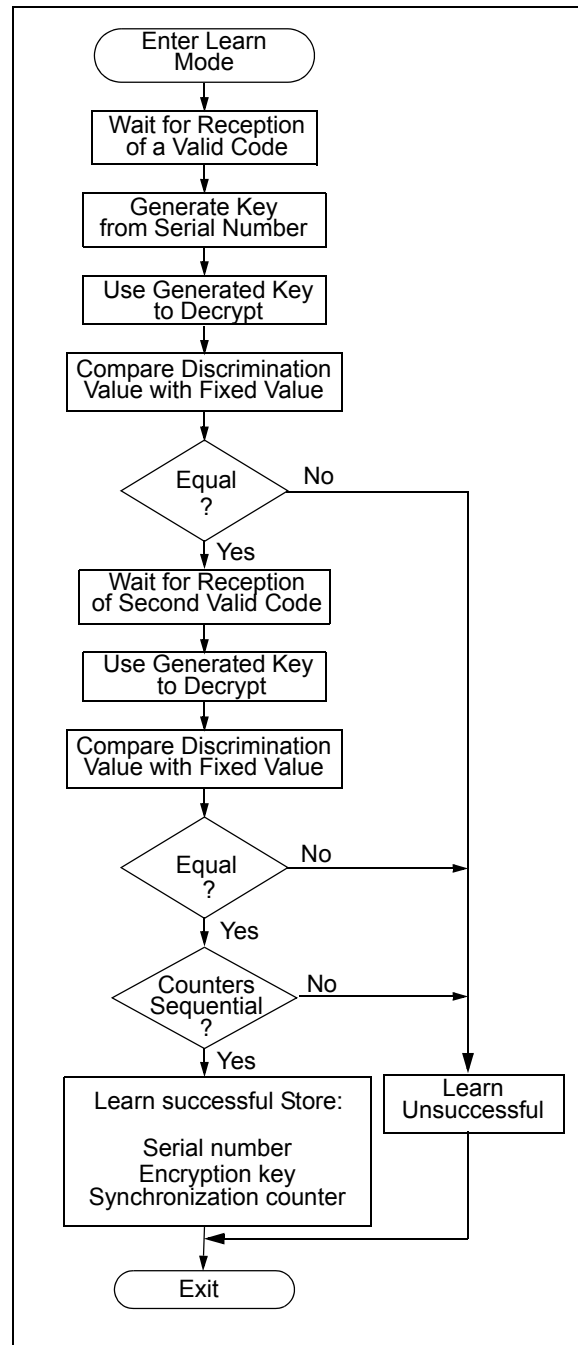 Enter Learn
Mode
Wait for Reception
of a Valid Code
Generate Key
from Serial Number
Use Generated Key
to Decrypt
Compare Discrimination
Value with Fixed Value
Equal
?
No
Yes
Wait for Reception
of Second Valid Code
Use Generated Key
to Decrypt
Compare Discrimination
Value with Fixed Value
Equal
?
No
Yes
Counters
Sequential
?
No
Yes
Learn successful Store:
Serial number
Encryption key
Synchronization counter
Learn
Unsuccessful
Exit